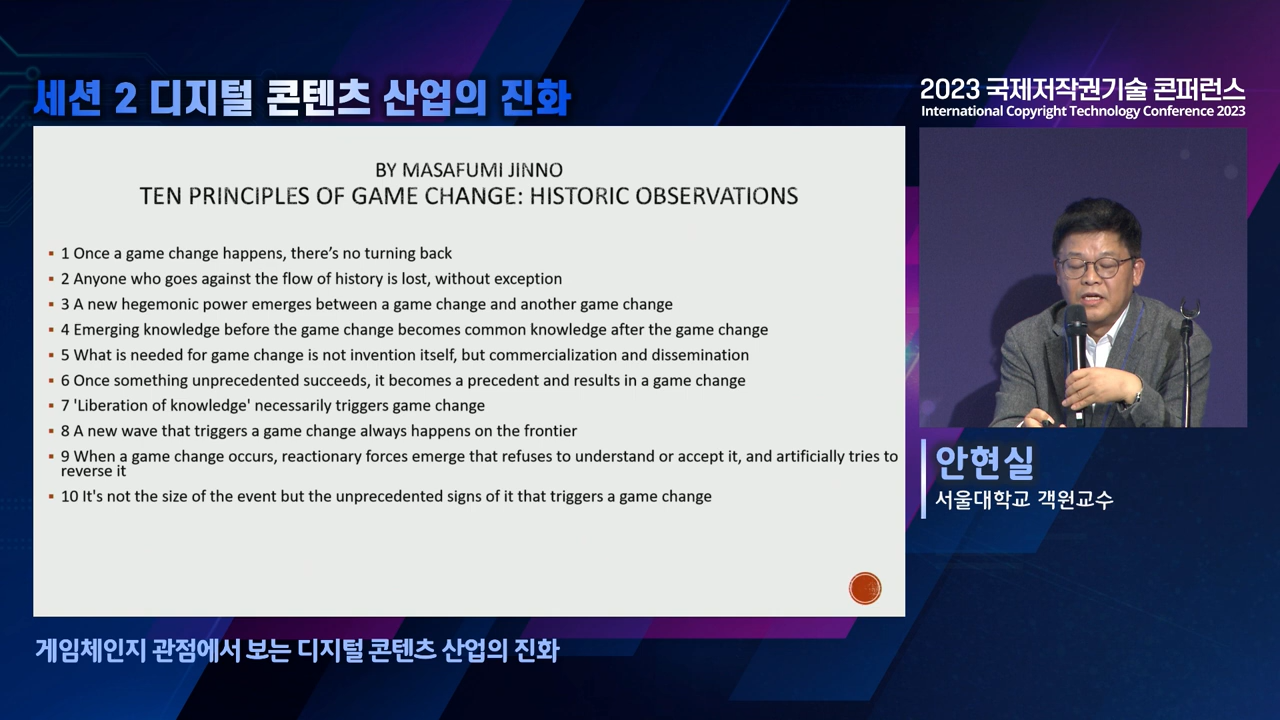 세션 2 디지털 콘텐츠 산업의 진화
2023 국제저작권기술 콘퍼런스
International Copyright Technology Conference 2023
BY MASAFUMI JINNO
TEN PRINCIPLES OF GAME CHANGE: HISTORIC OBSERVATIONS
▪ 1 Once a game change happens, there's no turning back
▪ 2 Anyone who goes against the flow of history is lost, without exception
▪ 3 A new hegemonic power emerges between a game change and another game change
▪ 4 Emerging knowledge before the game change becomes common knowledge after the game change
▪ 5 What is needed for game change is not invention itself, but commercialization and dissemination
▪ 6 Once something unprecedented succeeds, it becomes a precedent and results in a game change
▪ 7 'Liberation of knowledge' necessarily triggers game change
▪ 8 A new wave that triggers a game change always happens on the frontier
▪ 9 When a game change occurs, reactionary forces emerge that refuses to understand or accept it, and artificially tries to
reverse it
▪ 10 It's not the size of the event but the unprecedented signs of it that triggers a game change
안현실
서울대학교 객원교수
게임체인지 관점에서 보는 디지털 콘텐츠 산업의 진화